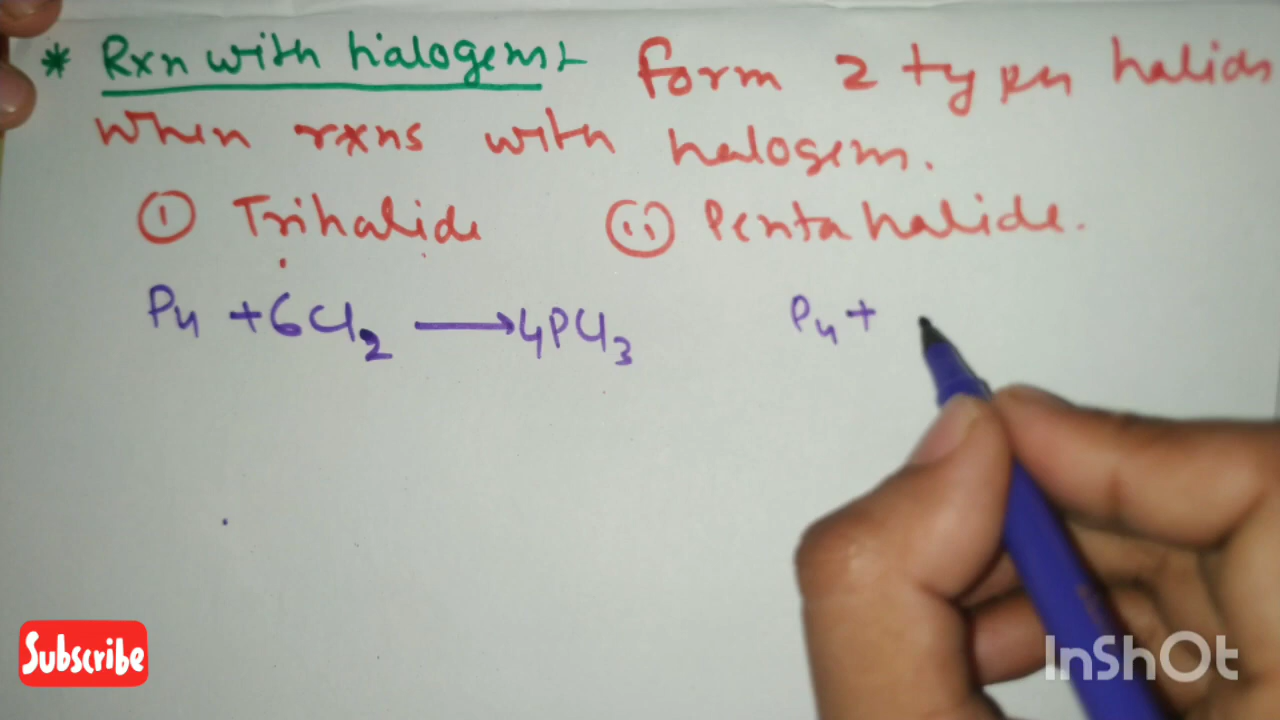 * Rxn with halogens form 2 types halides
when rxns with halogens.
(i) Trihalide (ii) Pentahalide.
P4 + 6Cl2 ⟶ 4PCl3 P4 +
Subscribe
InShOt